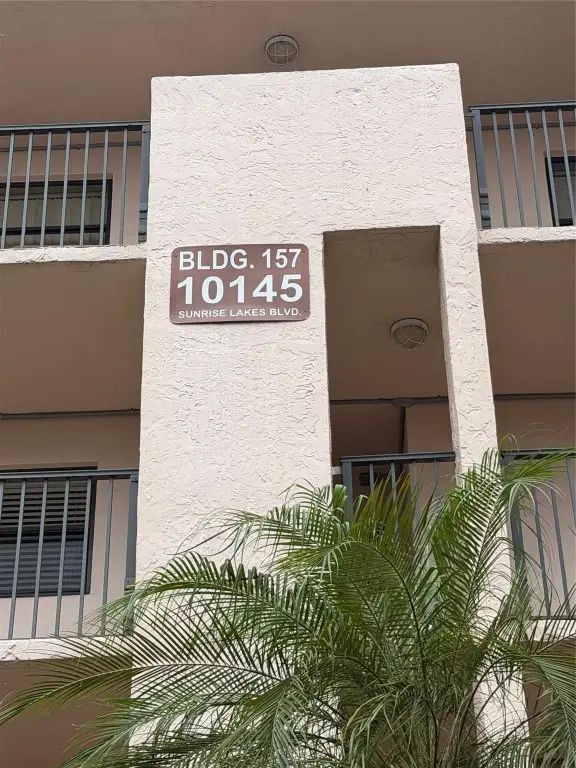 BLDG. 157
10145
SUNRISE LAKES BLVD.